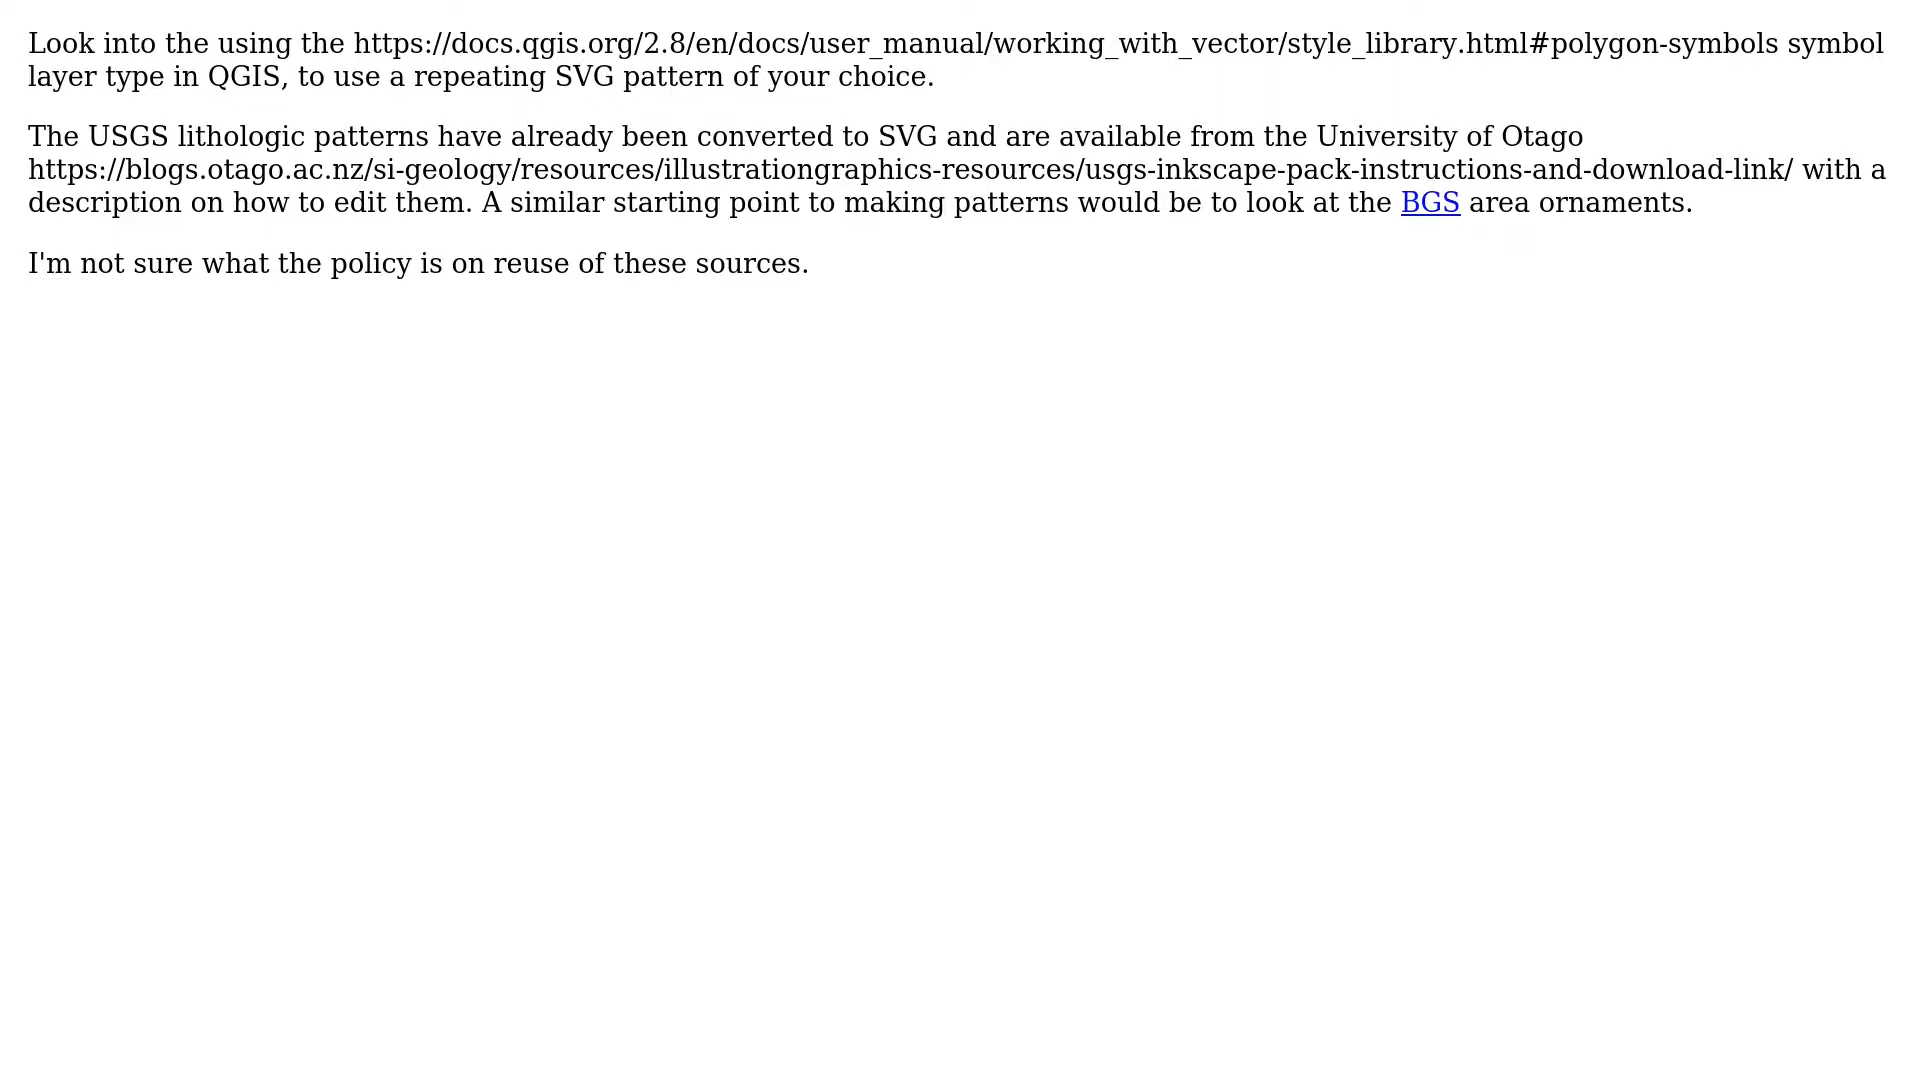 Look into the using the https://docs.qgis.org/2.8/en/docs/user_manual/working_with_vector/style_library.html#polygon-symbols symbol
layer type in QGIS, to use a repeating SVG pattern of your choice.
The USGS lithologic patterns have already been converted to SVG and are available from the University of Otago
https://blogs.otago.ac.nz/si-geology/resources/illustrationgraphics-resources/usgs-inkscape-pack-instructions-and-download-link/ with a
description on how to edit them. A similar starting point to making patterns would be to look at the BGS area ornaments.
I'm not sure what the policy is on reuse of these sources.